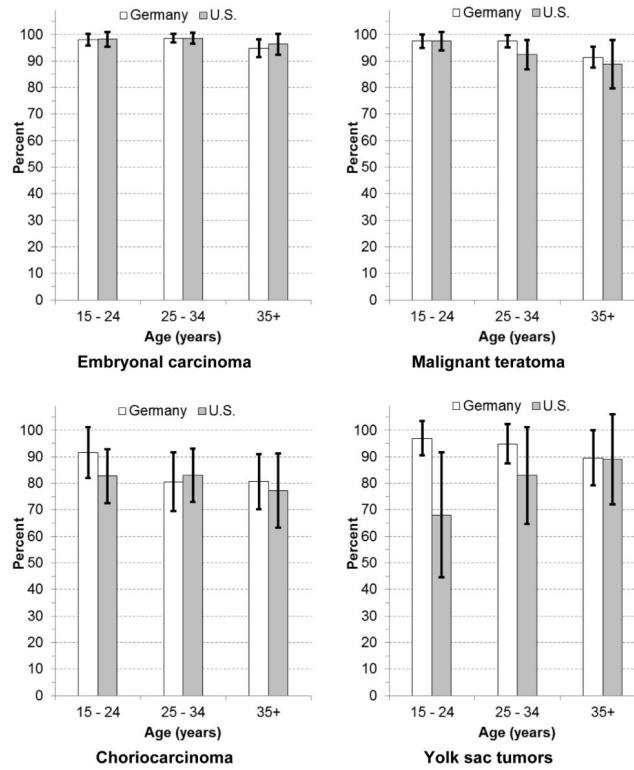 Germany U.S.
100
90
80
70
60
50
40
30
20
10
0
Percent
15 - 24 25 - 34 35+
Age (years)
Embryonal carcinoma
Germany U.S.
100
90
80
70
60
50
40
30
20
10
0
Percent
15 - 24 25 - 34 35+
Age (years)
Malignant teratoma
Germany U.S.
100
90
80
70
60
50
40
30
20
10
0
Percent
15 - 24 25 - 34 35+
Age (years)
Choriocarcinoma
Germany U.S.
100
90
80
70
60
50
40
30
20
10
0
Percent
15 - 24 25 - 34 35+
Age (years)
Yolk sac tumors